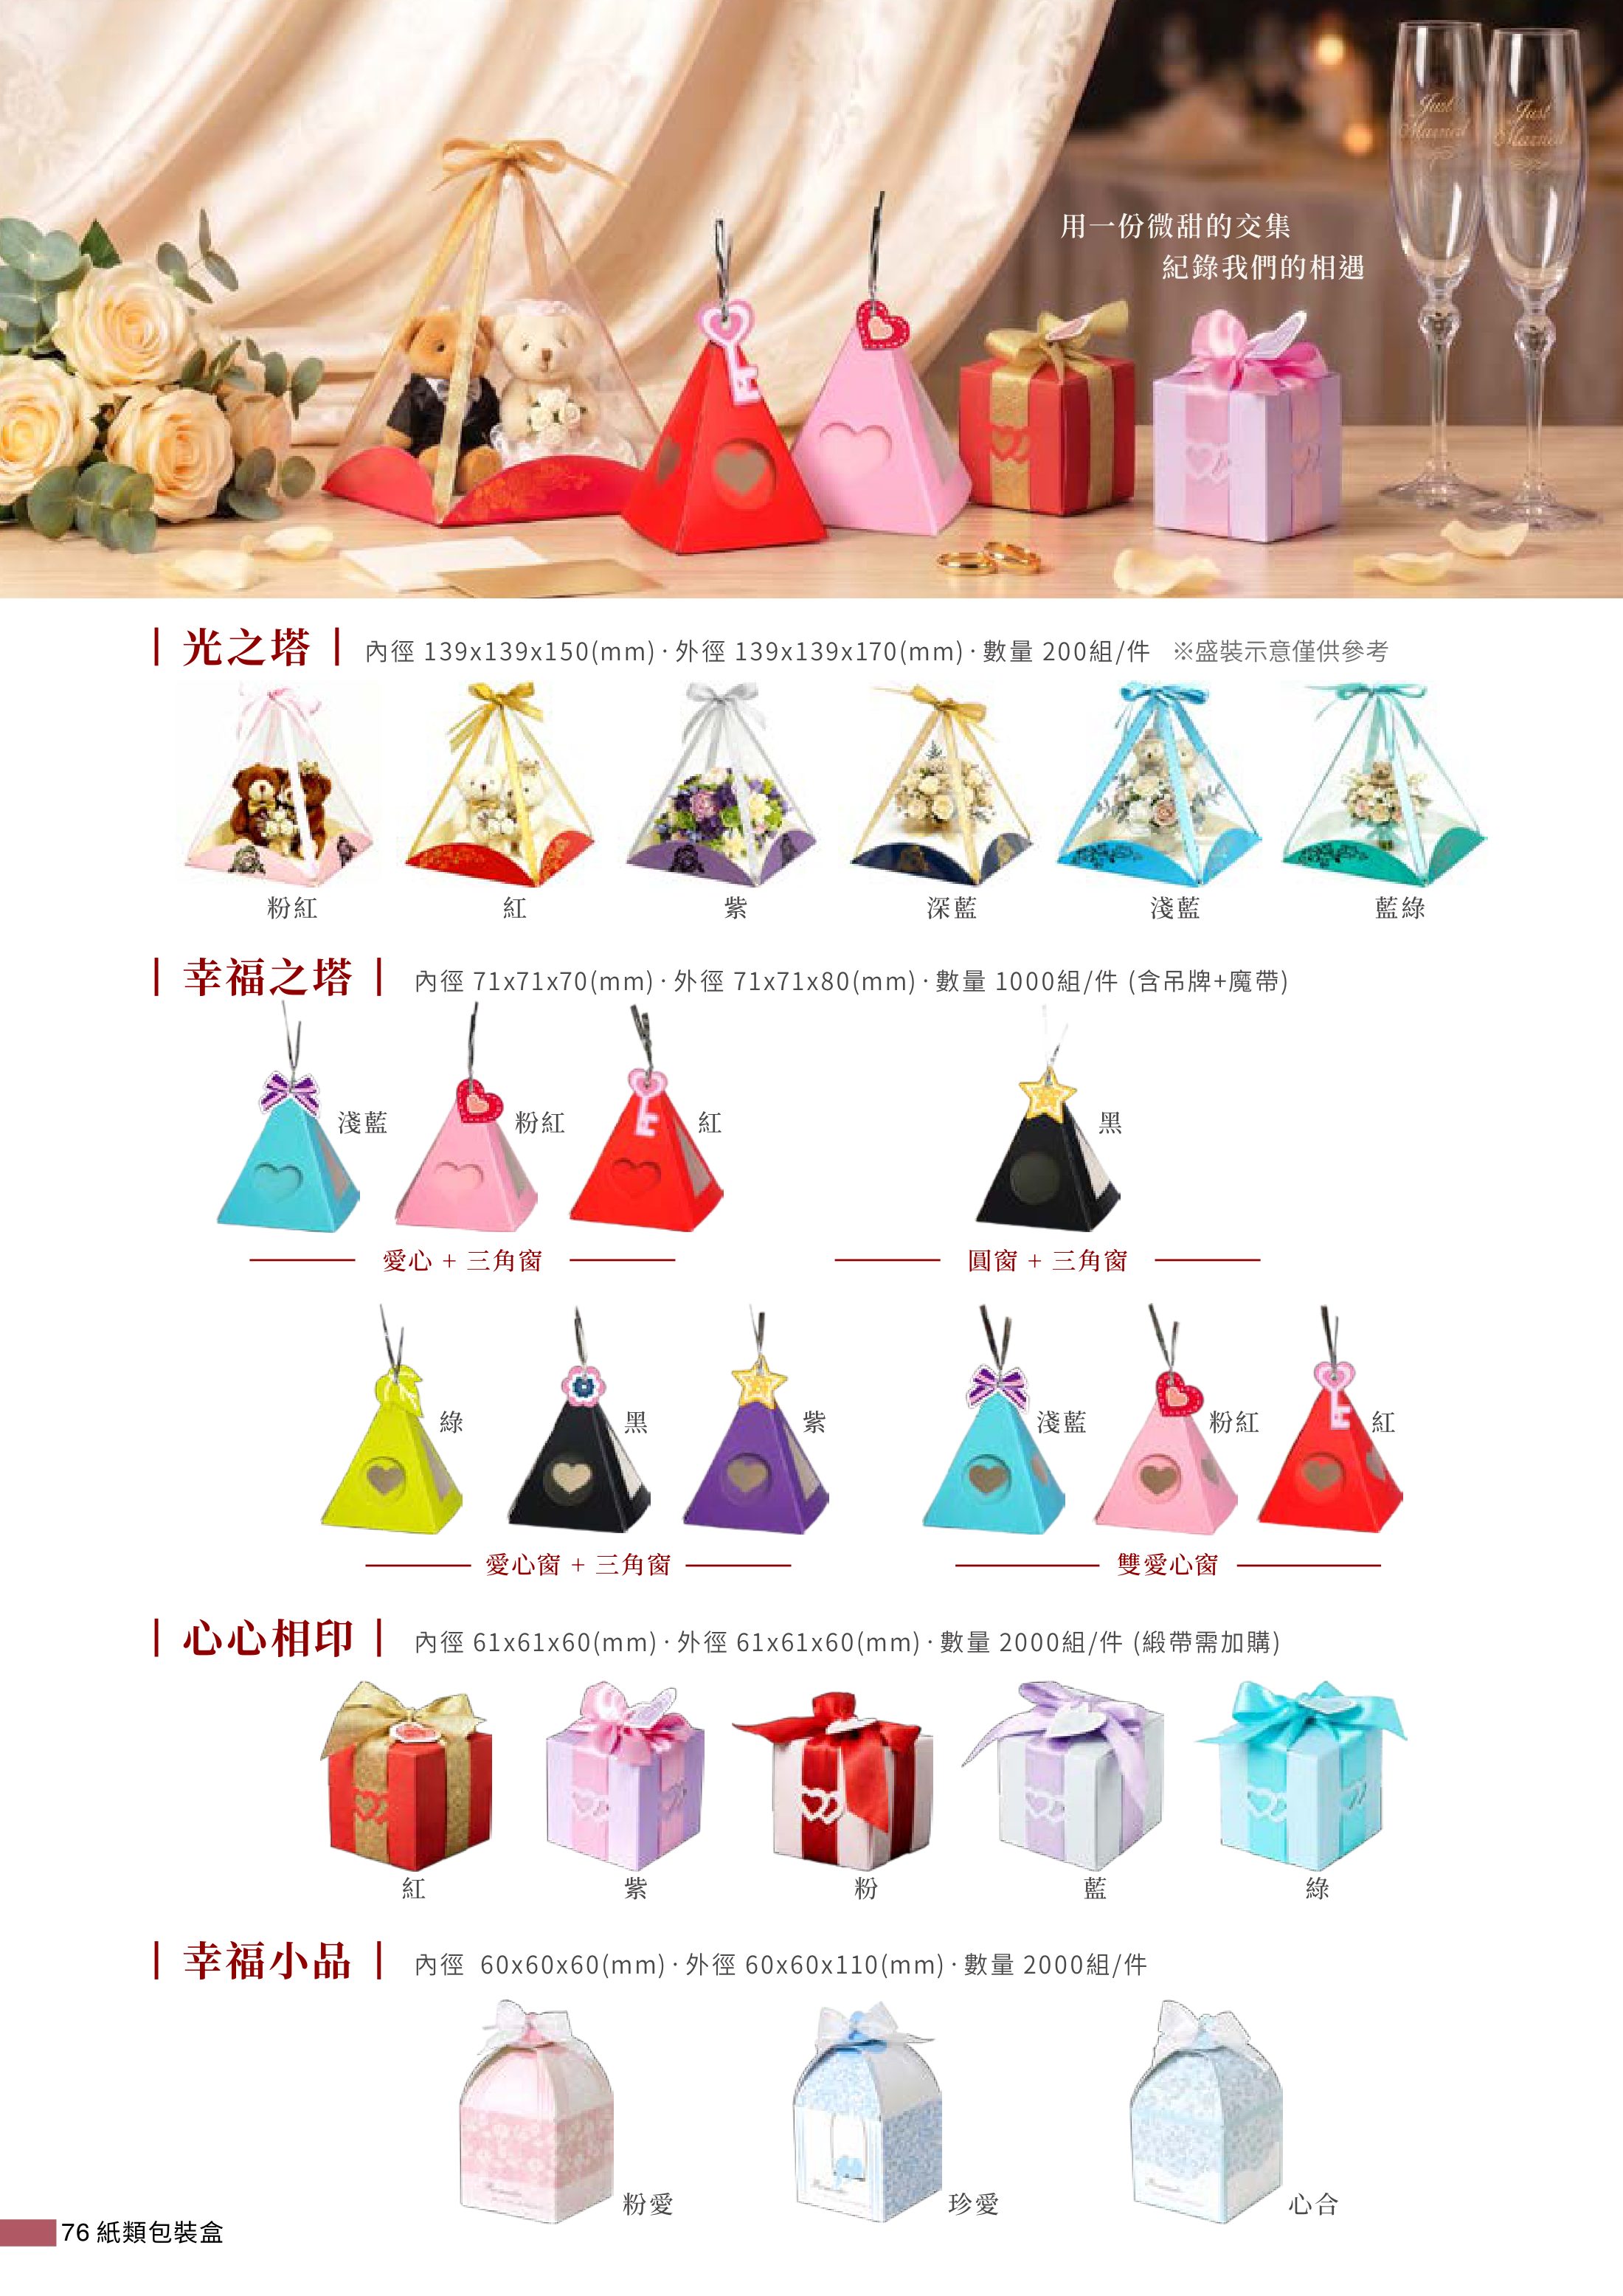 Just
Married
Just
Married
用一份微甜的交集
紀錄我們的相遇
光之塔 內徑 139x139x150(mm)·外徑 139x139x170(mm)·數量 200組/件 ※盛裝示意僅供參考
粉紅 紅 紫 深藍 淺藍 藍綠
幸福之塔 內徑 71x71x70(mm)·外徑 71x71x80(mm)·數量 1000組/件 (含吊牌+魔帶)
淺藍 粉紅 紅 黑
愛心 + 三角窗 圓窗 + 三角窗
綠 黑 紫 淺藍 粉紅 紅
愛心窗 + 三角窗 雙愛心窗
心心相印 內徑 61x61x60(mm)·外徑 61x61x60(mm)·數量 2000組/件 (緞帶需加購)
紅 紫 粉 藍 綠
幸福小品 內徑 60x60x60(mm)·外徑 60x60x110(mm)·數量 2000組/件
粉愛 珍愛 心合
76 紙類包裝盒